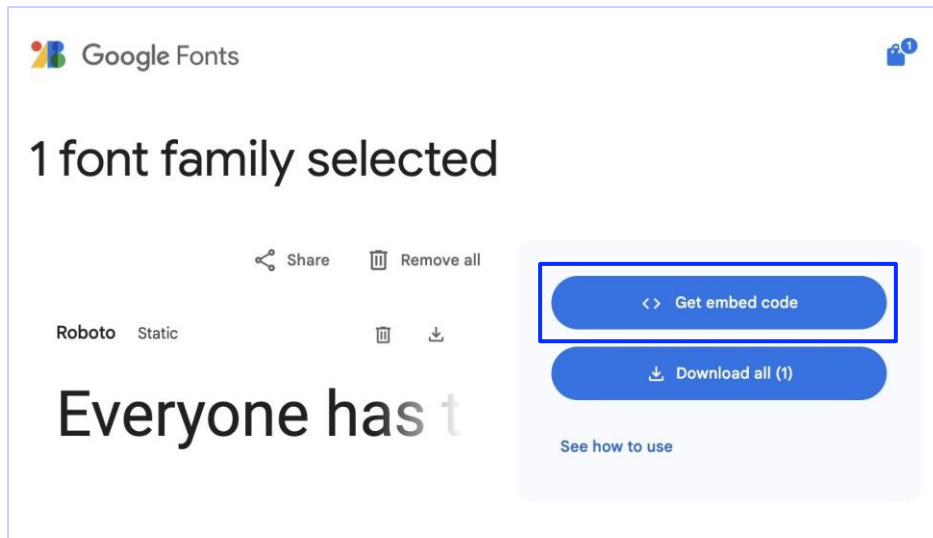 Google Fonts
1
1 font family selected
Share
Remove all
<> Get embed code
Roboto Static
Download all (1)
Everyone has t
See how to use